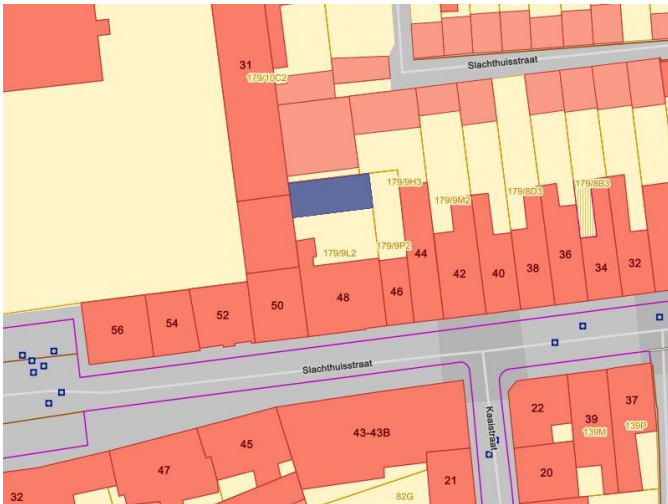 31
179/10C2
Slachthuisstraat
179/9H3
179/9M2
179/8D3
179/8B3
179/9L2
179/9P2
44
42
40
38
36
34
32
56
54
52
50
48
46
Slachthuisstraat
Kaaistraat
43-43B
45
47
32
82G
21
22
20
39
139M
37
139P